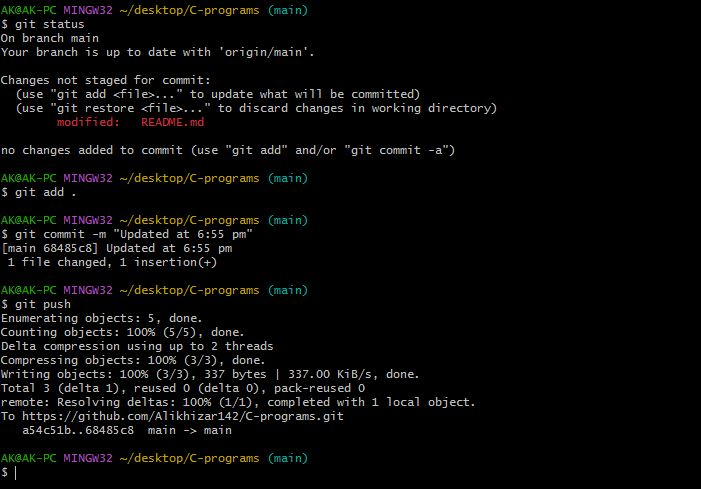 AK@AK-PC MINGW32 ~/desktop/C-programs (main)
$ git status
On branch main
Your branch is up to date with 'origin/main'.
Changes not staged for commit:
  (use "git add <file>..." to update what will be committed)
  (use "git restore <file>..." to discard changes in working directory)
        modified:   README.md
no changes added to commit (use "git add" and/or "git commit -a")
AK@AK-PC MINGW32 ~/desktop/C-programs (main)
$ git add .
AK@AK-PC MINGW32 ~/desktop/C-programs (main)
$ git commit -m "Updated at 6:55 pm"
[main 68485c8] Updated at 6:55 pm
 1 file changed, 1 insertion(+)
AK@AK-PC MINGW32 ~/desktop/C-programs (main)
$ git push
Enumerating objects: 5, done.
Counting objects: 100% (5/5), done.
Delta compression using up to 2 threads
Compressing objects: 100% (3/3), done.
Writing objects: 100% (3/3), 337 bytes | 337.00 KiB/s, done.
Total 3 (delta 1), reused 0 (delta 0), pack-reused 0
remote: Resolving deltas: 100% (1/1), completed with 1 local object.
To https://github.com/Alikhizar142/C-programs.git
   a54c51b..68485c8  main -> main
AK@AK-PC MINGW32 ~/desktop/C-programs (main)
$